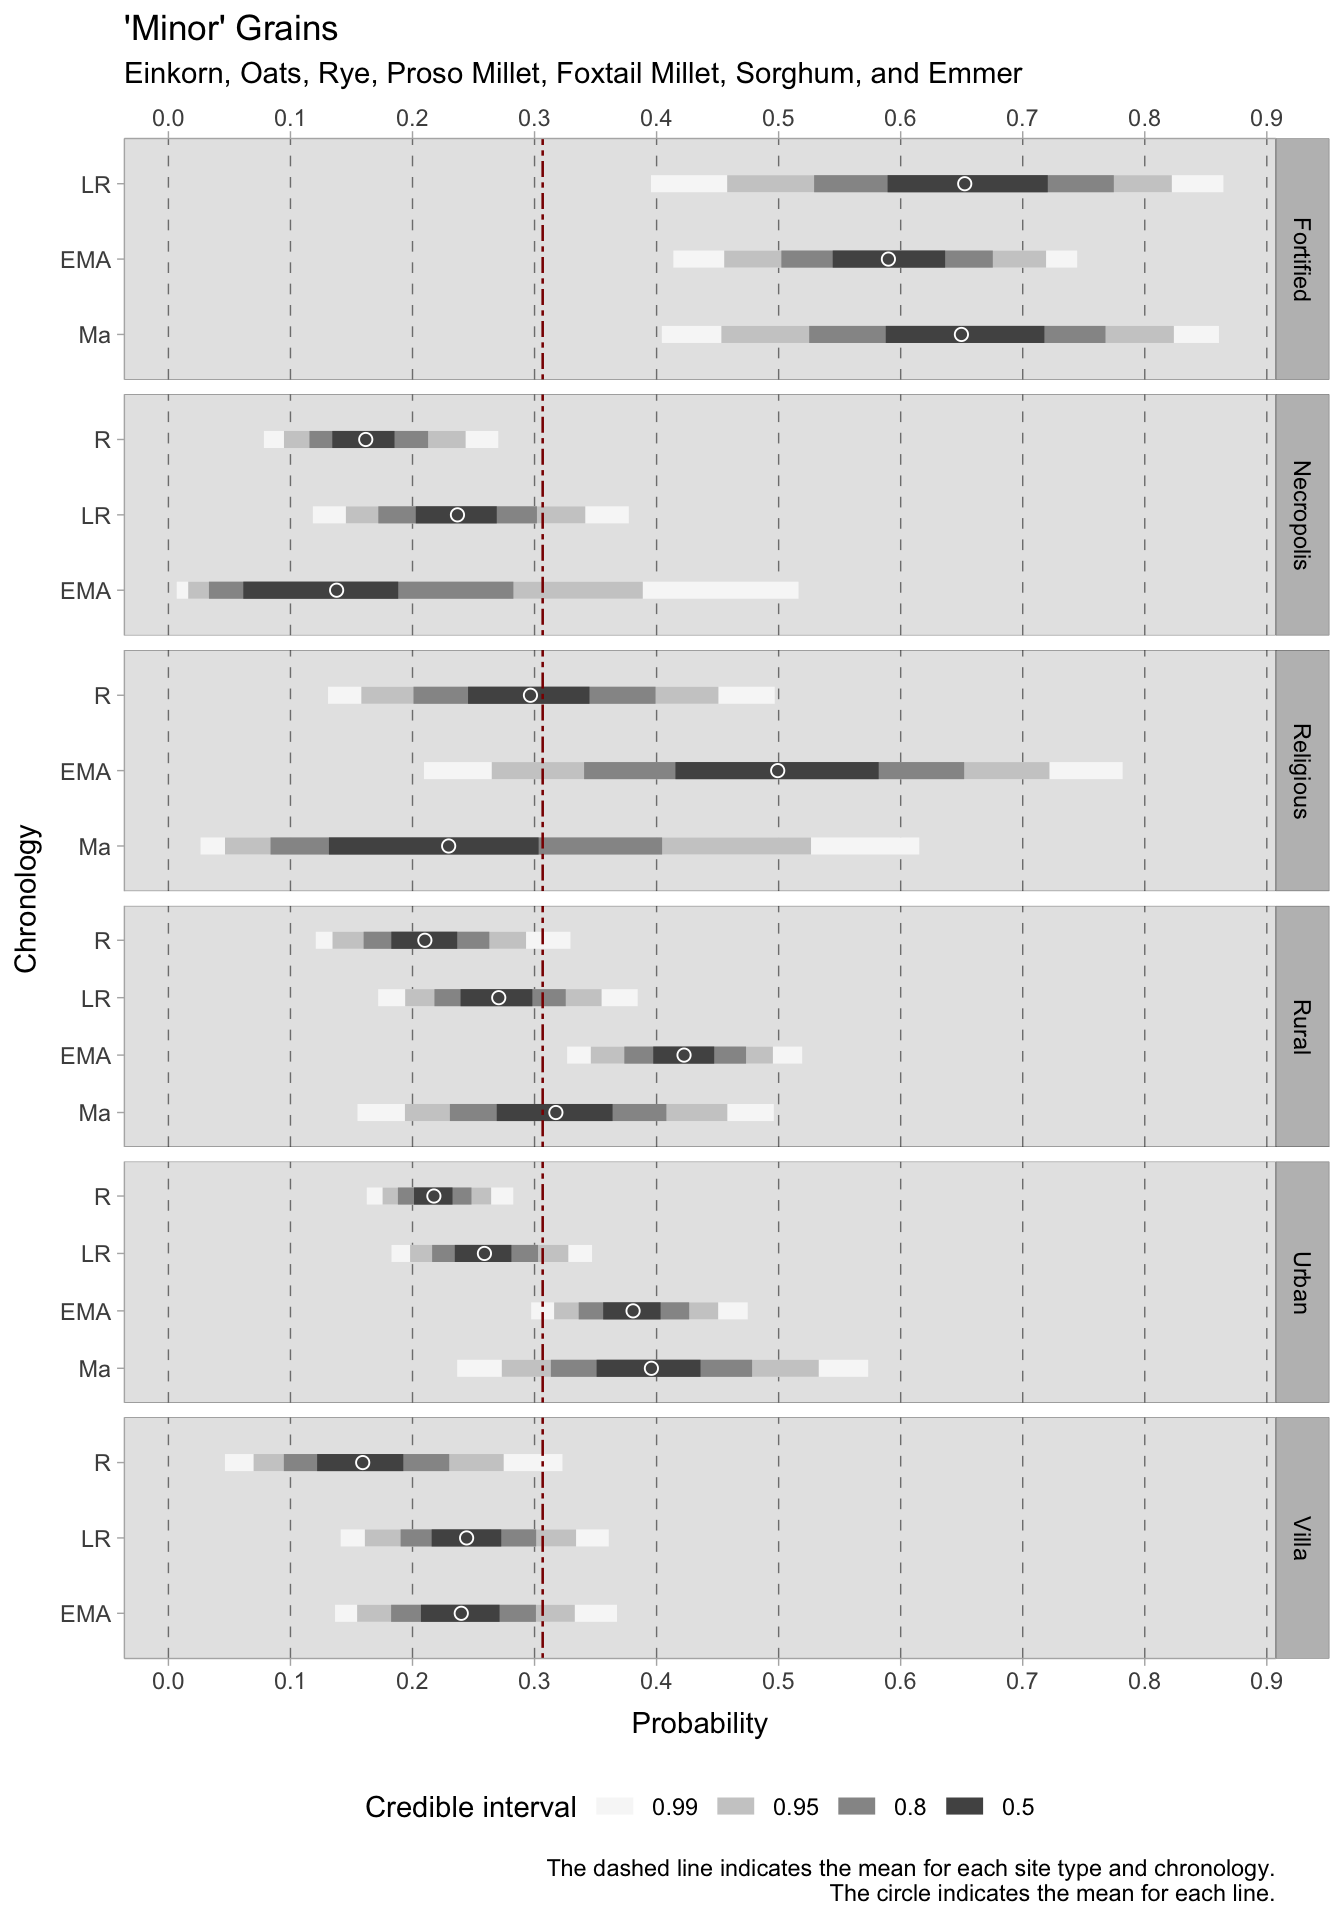 'Minor' Grains
Einkorn, Oats, Rye, Proso Millet, Foxtail Millet, Sorghum, and Emmer
0.0 0.1 0.2 0.3 0.4 0.5 0.6 0.7 0.8 0.9
LR
EMA
Ma
Fortified
R
LR
EMA
Necropolis
R
EMA
Ma
Religious
Chronology
R
LR
EMA
Ma
Rural
R
LR
EMA
Ma
Urban
R
LR
EMA
Villa
0.0 0.1 0.2 0.3 0.4 0.5 0.6 0.7 0.8 0.9
Probability
Credible interval 0.99 0.95 0.8 0.5
The dashed line indicates the mean for each site type and chronology.
The circle indicates the mean for each line.